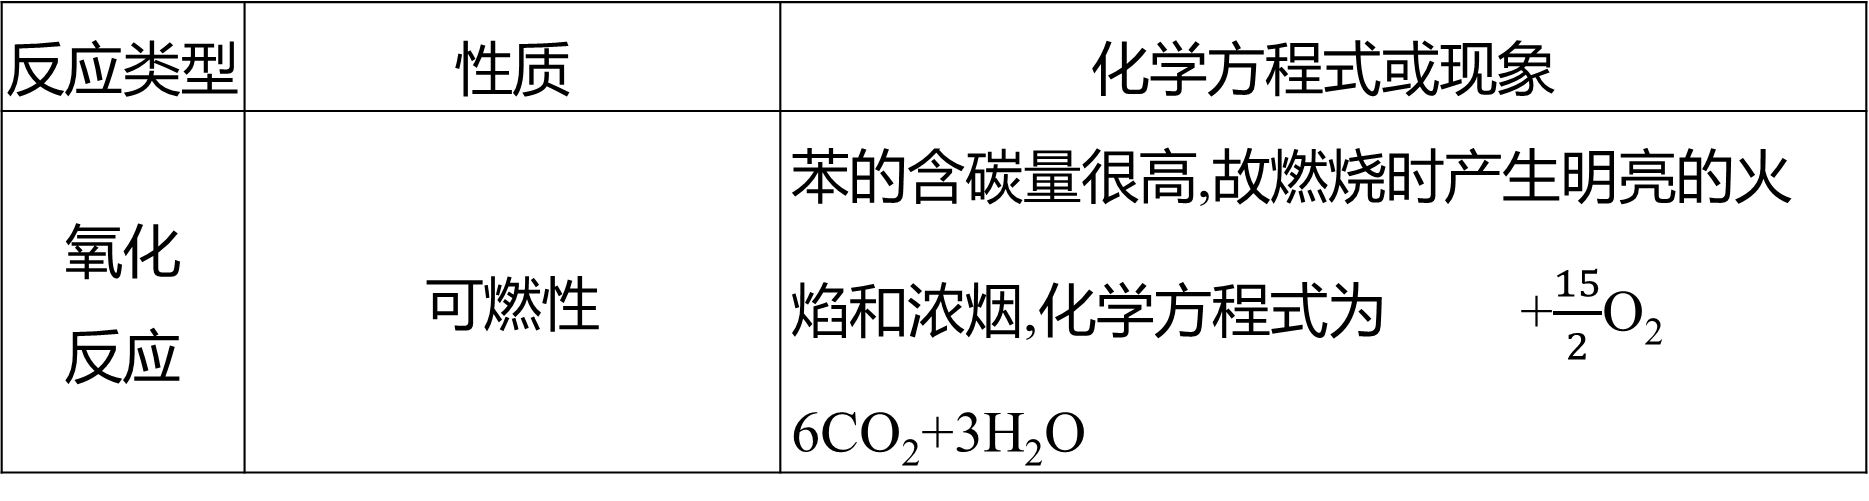 反应类型 性质 化学方程式或现象
氧化
反应
可燃性
苯的含碳量很高,故燃烧时产生明亮的火
焰和浓烟,化学方程式为 +15/2O₂
6CO₂+3H₂O